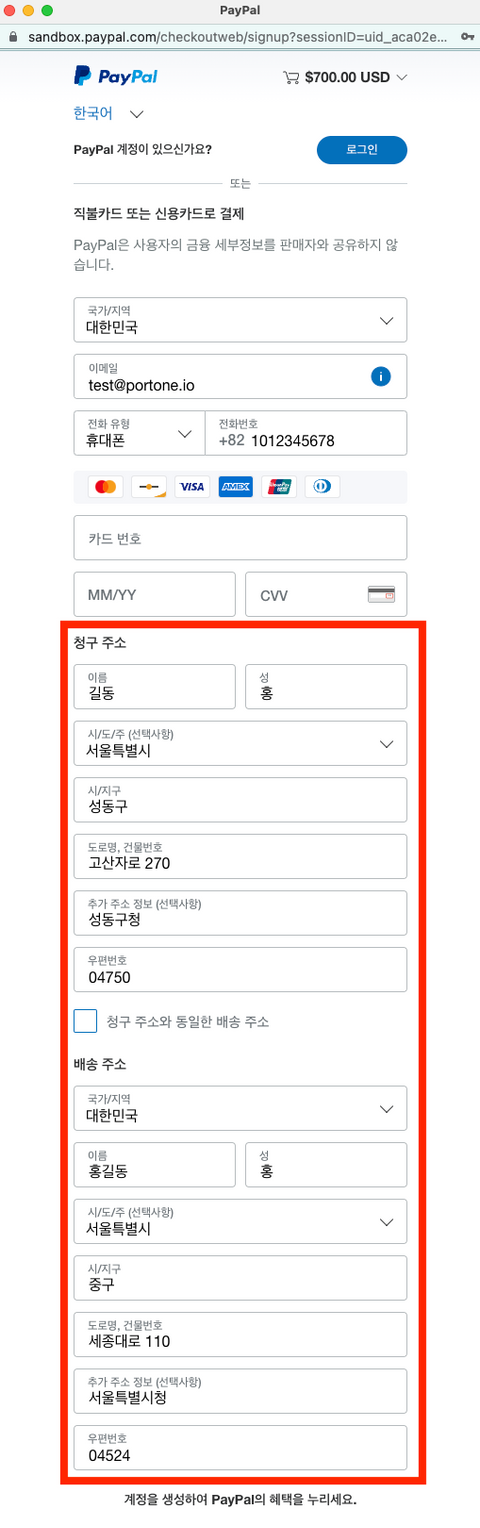 PayPal
sandbox.paypal.com/checkoutweb/signup?sessionID=uid_aca02e...
PayPal
$700.00 USD
한국어
PayPal 계정이 있으신가요?
로그인
또는
직불카드 또는 신용카드로 결제
PayPal은 사용자의 금융 세부정보를 판매자와 공유하지 않
습니다.
국가/지역
대한민국
이메일
test@portone.io
전화 유형
휴대폰
전화번호
+82 1012345678
VISA
AMEX
UnionPay
카드 번호
MM/YY
CVV
청구 주소
이름
길동
성
홍
시/도/주 (선택사항)
서울특별시
시/지구
성동구
도로명, 건물번호
고산자로 270
추가 주소 정보 (선택사항)
성동구청
우편번호
04750
청구 주소와 동일한 배송 주소
배송 주소
국가/지역
대한민국
이름
홍길동
성
홍
시/도/주 (선택사항)
서울특별시
시/지구
중구
도로명, 건물번호
세종대로 110
추가 주소 정보 (선택사항)
서울특별시청
우편번호
04524
계정을 생성하여 PayPal의 혜택을 누리세요.